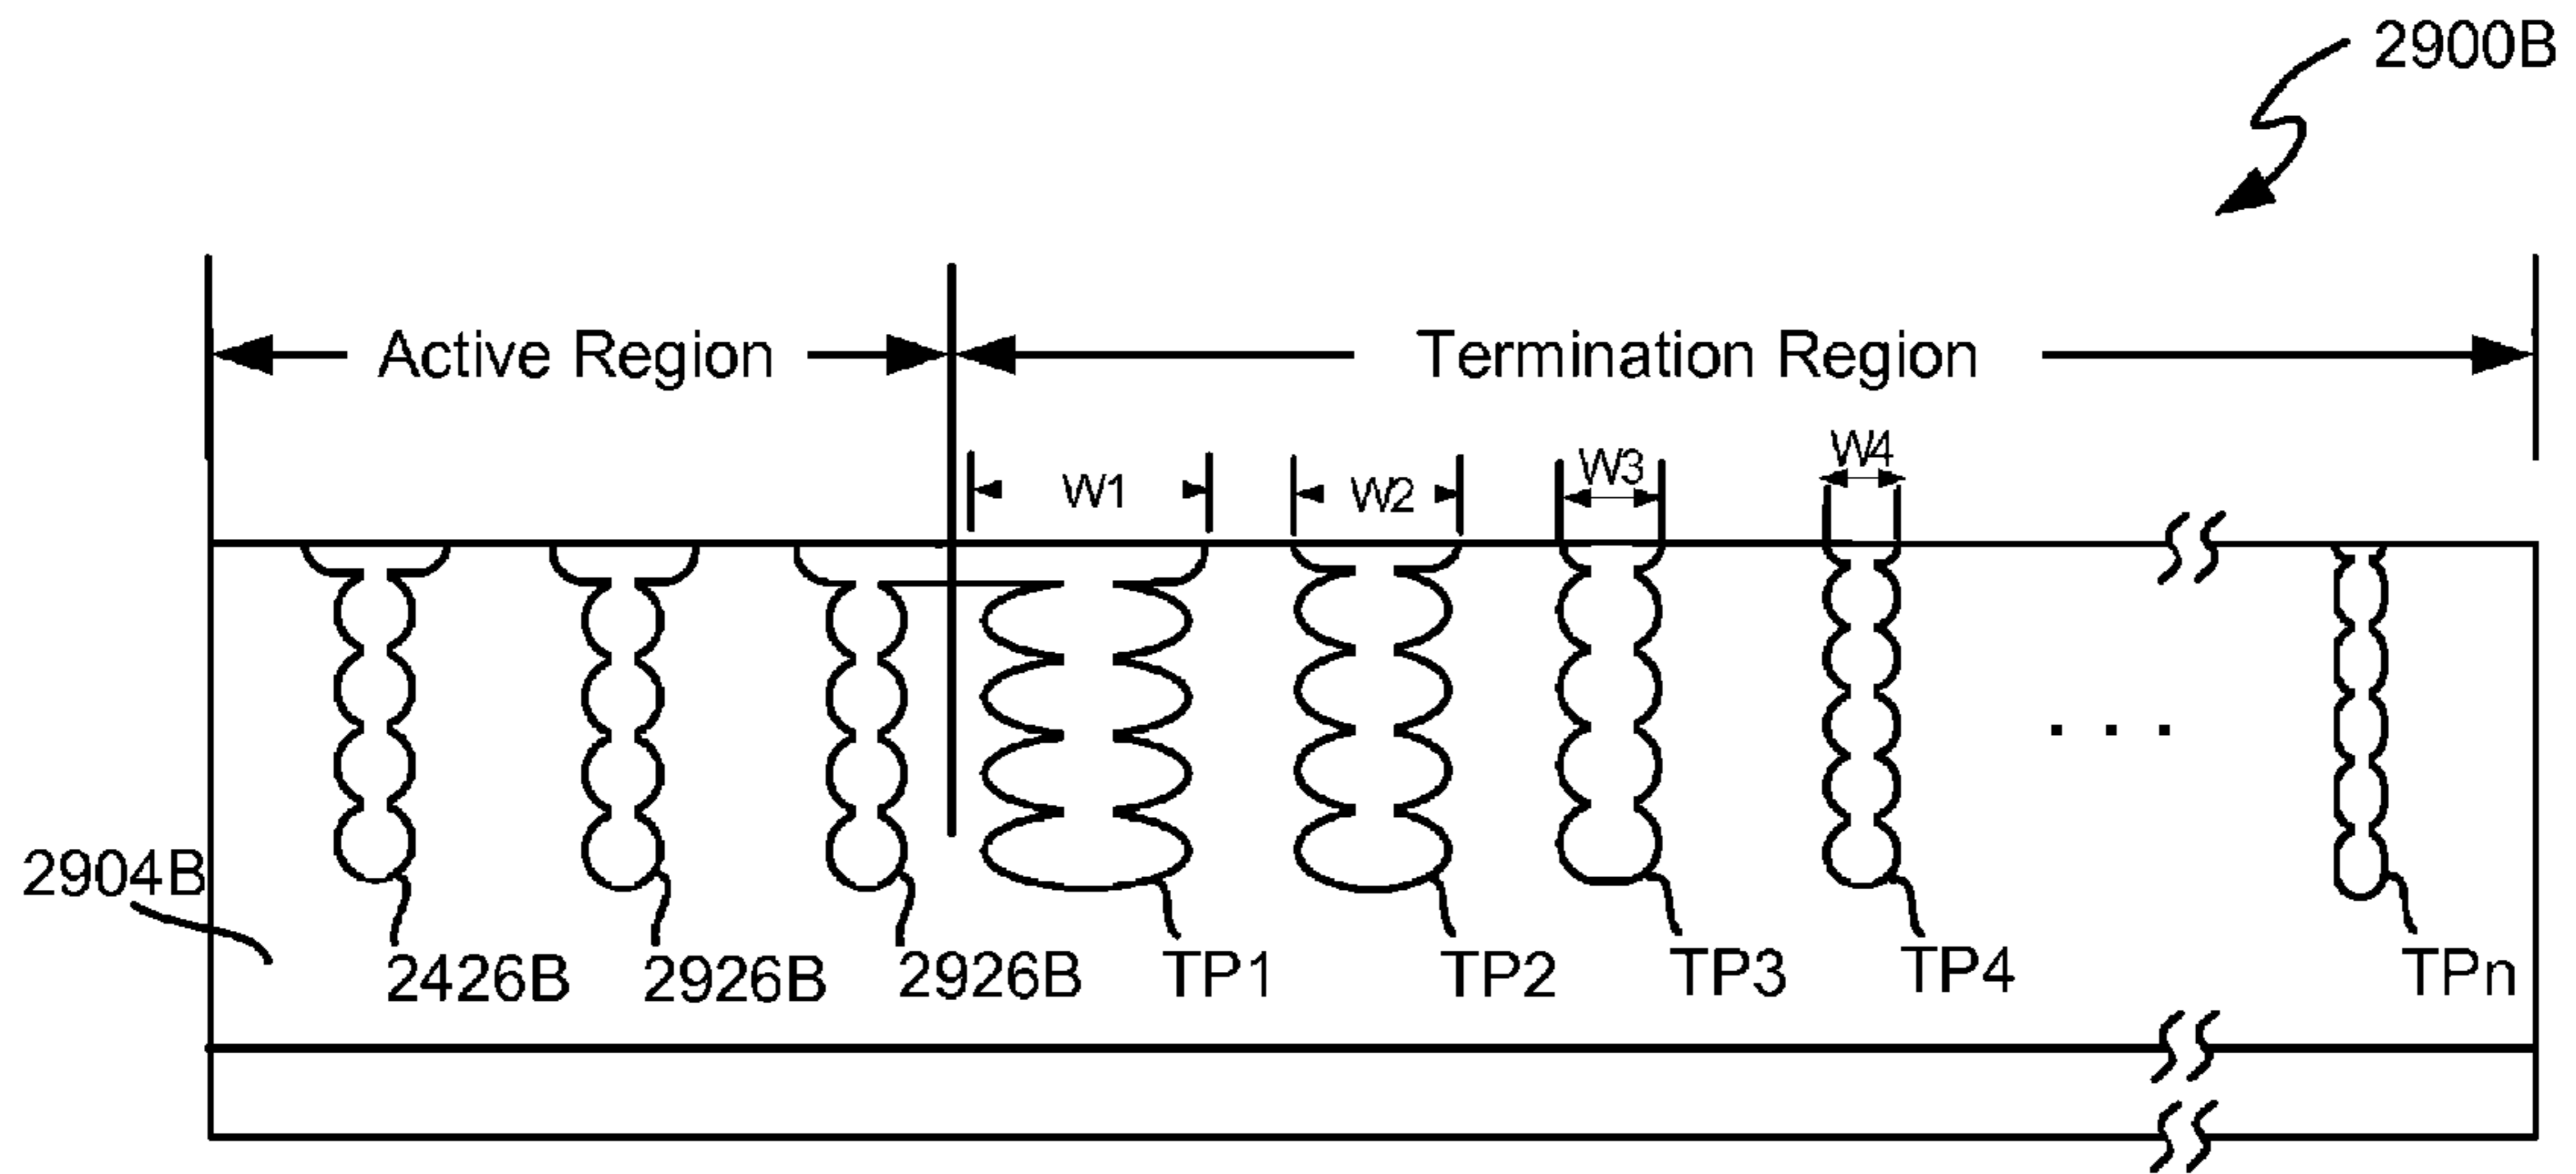 2900B
Active Region
Termination Region
W1
W2
W3
W4
. . .
2904B
2426B
2926B
2926B
TP1
TP2
TP3
TP4
TPn